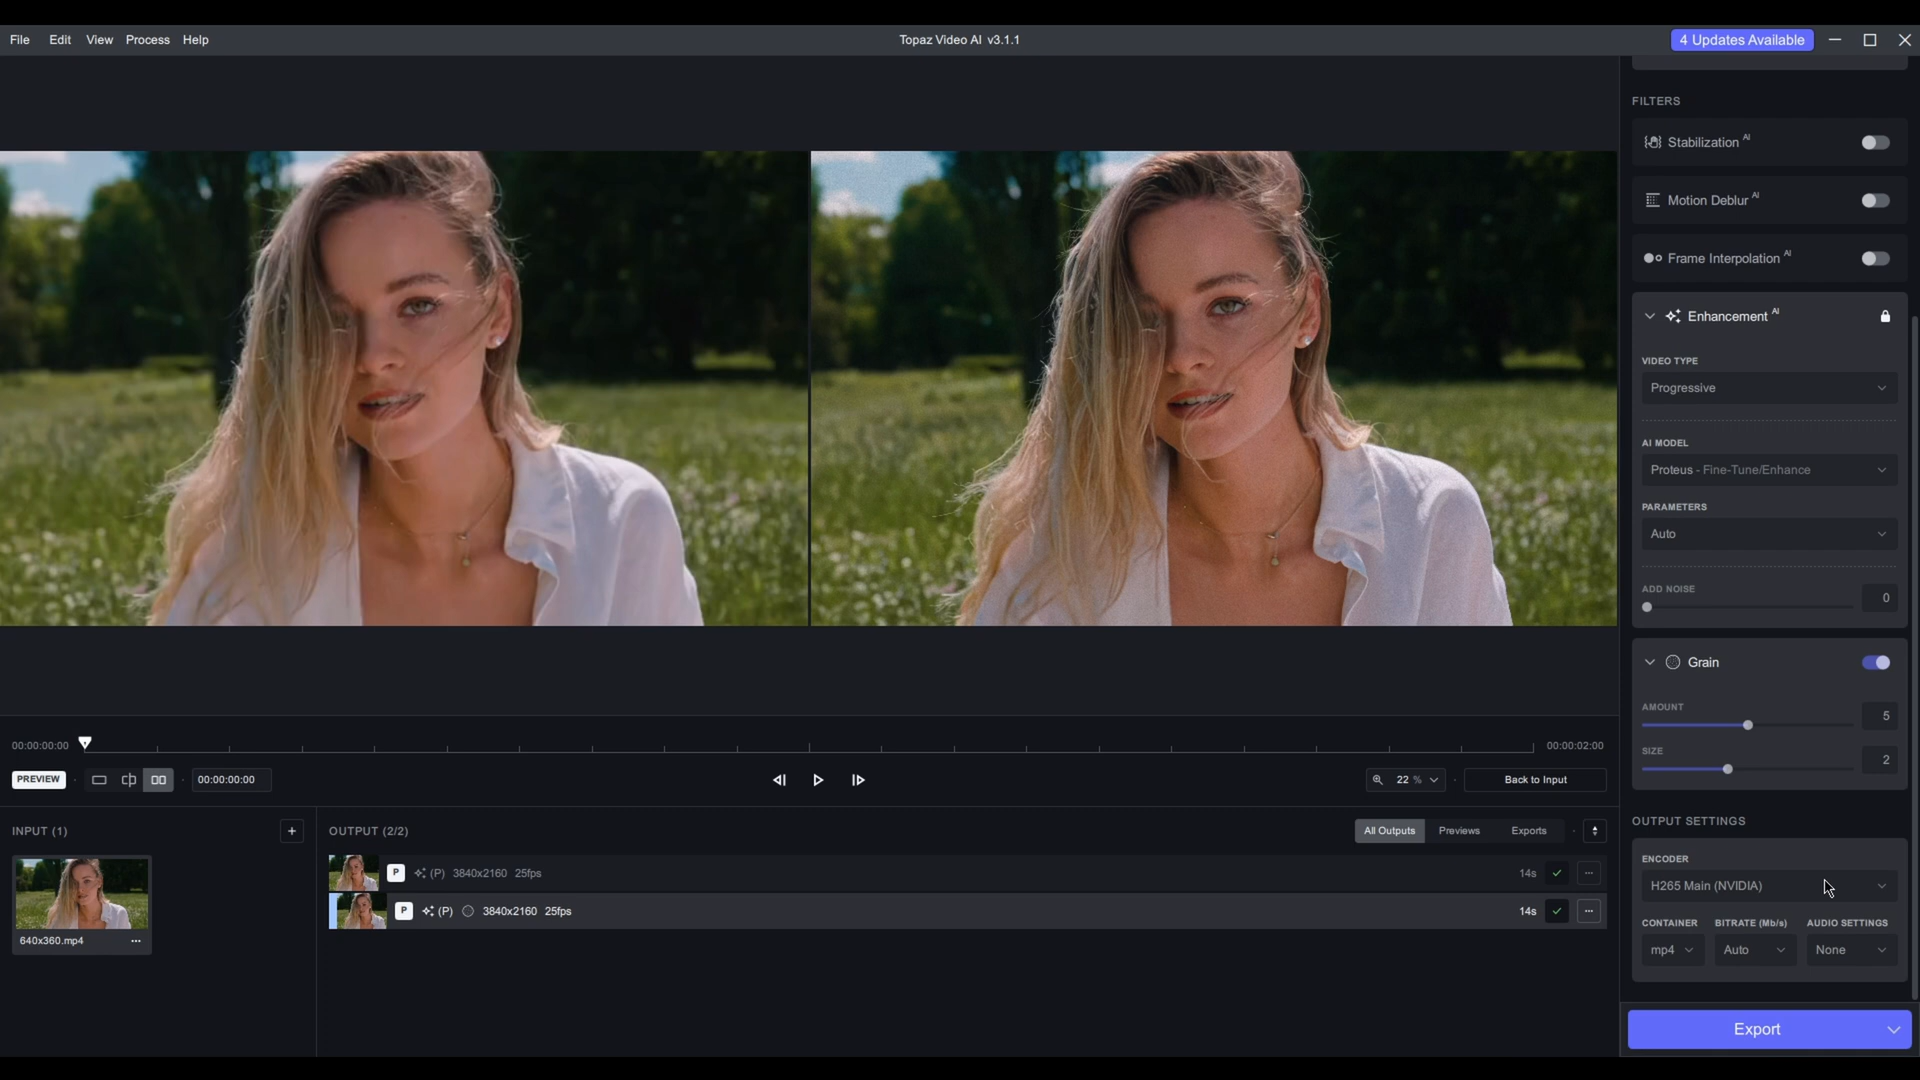 File Edit View Process Help
Topaz Video AI v3.1.1
4 Updates Available
FILTERS
Stabilization AI
Motion Deblur AI
Frame Interpolation AI
Enhancement AI
VIDEO TYPE
Progressive
AI MODEL
Proteus - Fine-Tune/Enhance
PARAMETERS
Auto
ADD NOISE
0
Grain
AMOUNT
5
SIZE
2
OUTPUT SETTINGS
ENCODER
H265 Main (NVIDIA)
CONTAINER BITRATE (Mb/s) AUDIO SETTINGS
mp4 Auto None
Export
00:00:00:00
00:00:02:00
PREVIEW
00:00:00:00
22 %
Back to Input
INPUT (1)
640x360.mp4
OUTPUT (2/2)
All Outputs Previews Exports
P (P) 3840x2160 25fps 14s
P (P) 3840x2160 25fps 14s